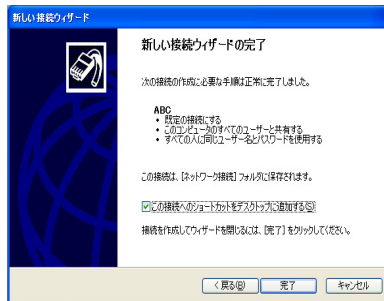 新しい接続ウィザード
新しい接続ウィザードの完了
次の接続の作成に必要な手順は正常に完了しました。
ABC
• 既定の接続にする
• このコンピュータのすべてのユーザーと共有する
• すべての人に同じユーザー名とパスワードを使用する
この接続は、[ネットワーク接続] フォルダに保存されます。
この接続へのショートカットをデスクトップに追加する(S)
接続を作成してウィザードを閉じるには、[完了] をクリックしてください。
< 戻る(B) 完了 キャンセル